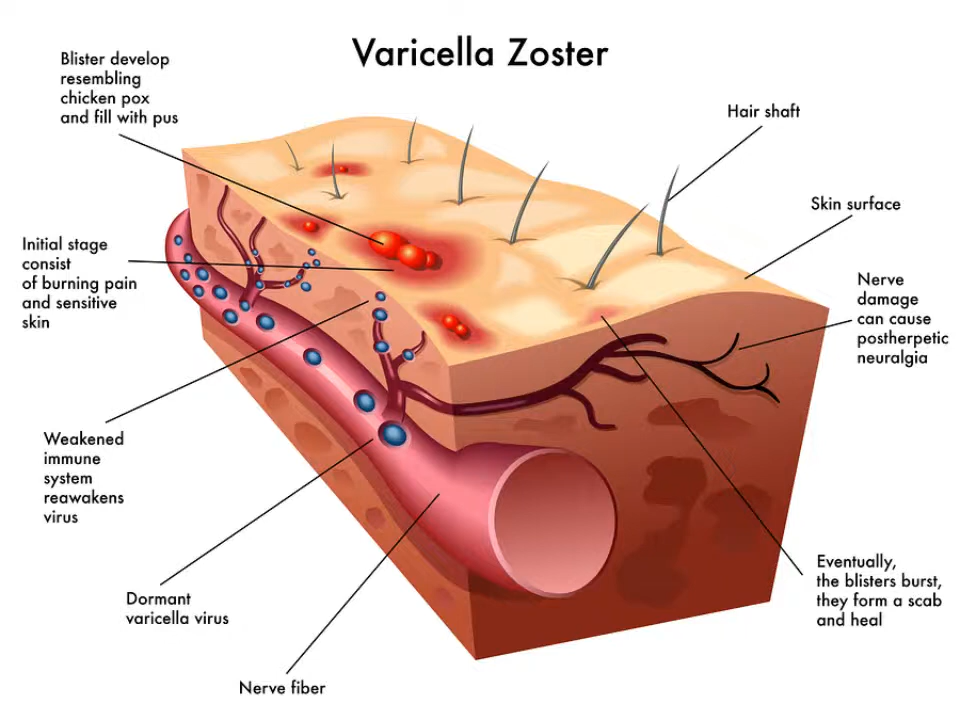 Varicella Zoster
Blister develop
resembling
chicken pox
and fill with pus
Hair shaft
Skin surface
Initial stage
consist
of burning pain
and sensitive
skin
Nerve
damage
can cause
postherpetic
neuralgia
Weakened
immune
system
reawakens
virus
Eventually,
the blisters burst,
they form a scab
and heal
Dormant
varicella virus
Nerve fiber